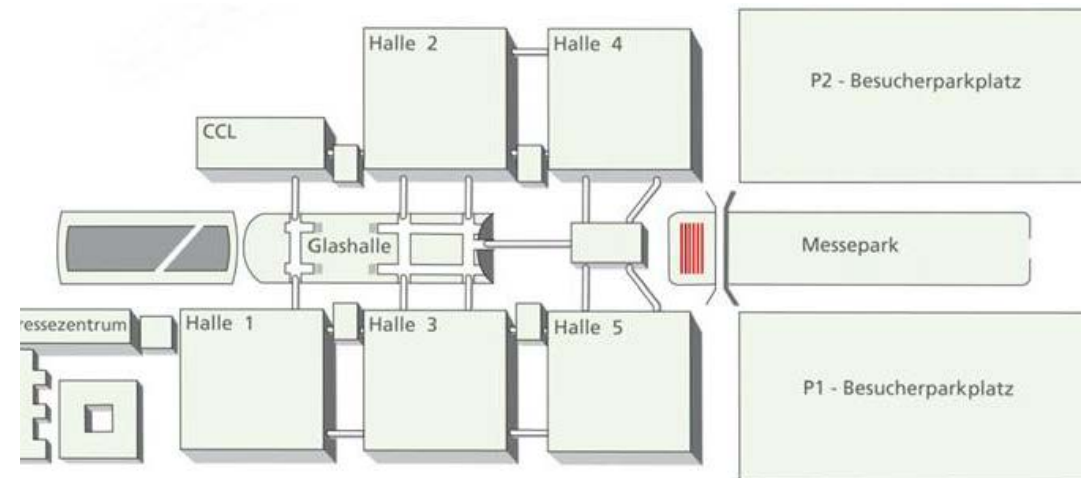 Halle 2
Halle 4
P2 - Besucherparkplatz
CCL
Glashalle
Messepark
ressezentrum
Halle 1
Halle 3
Halle 5
P1 - Besucherparkplatz